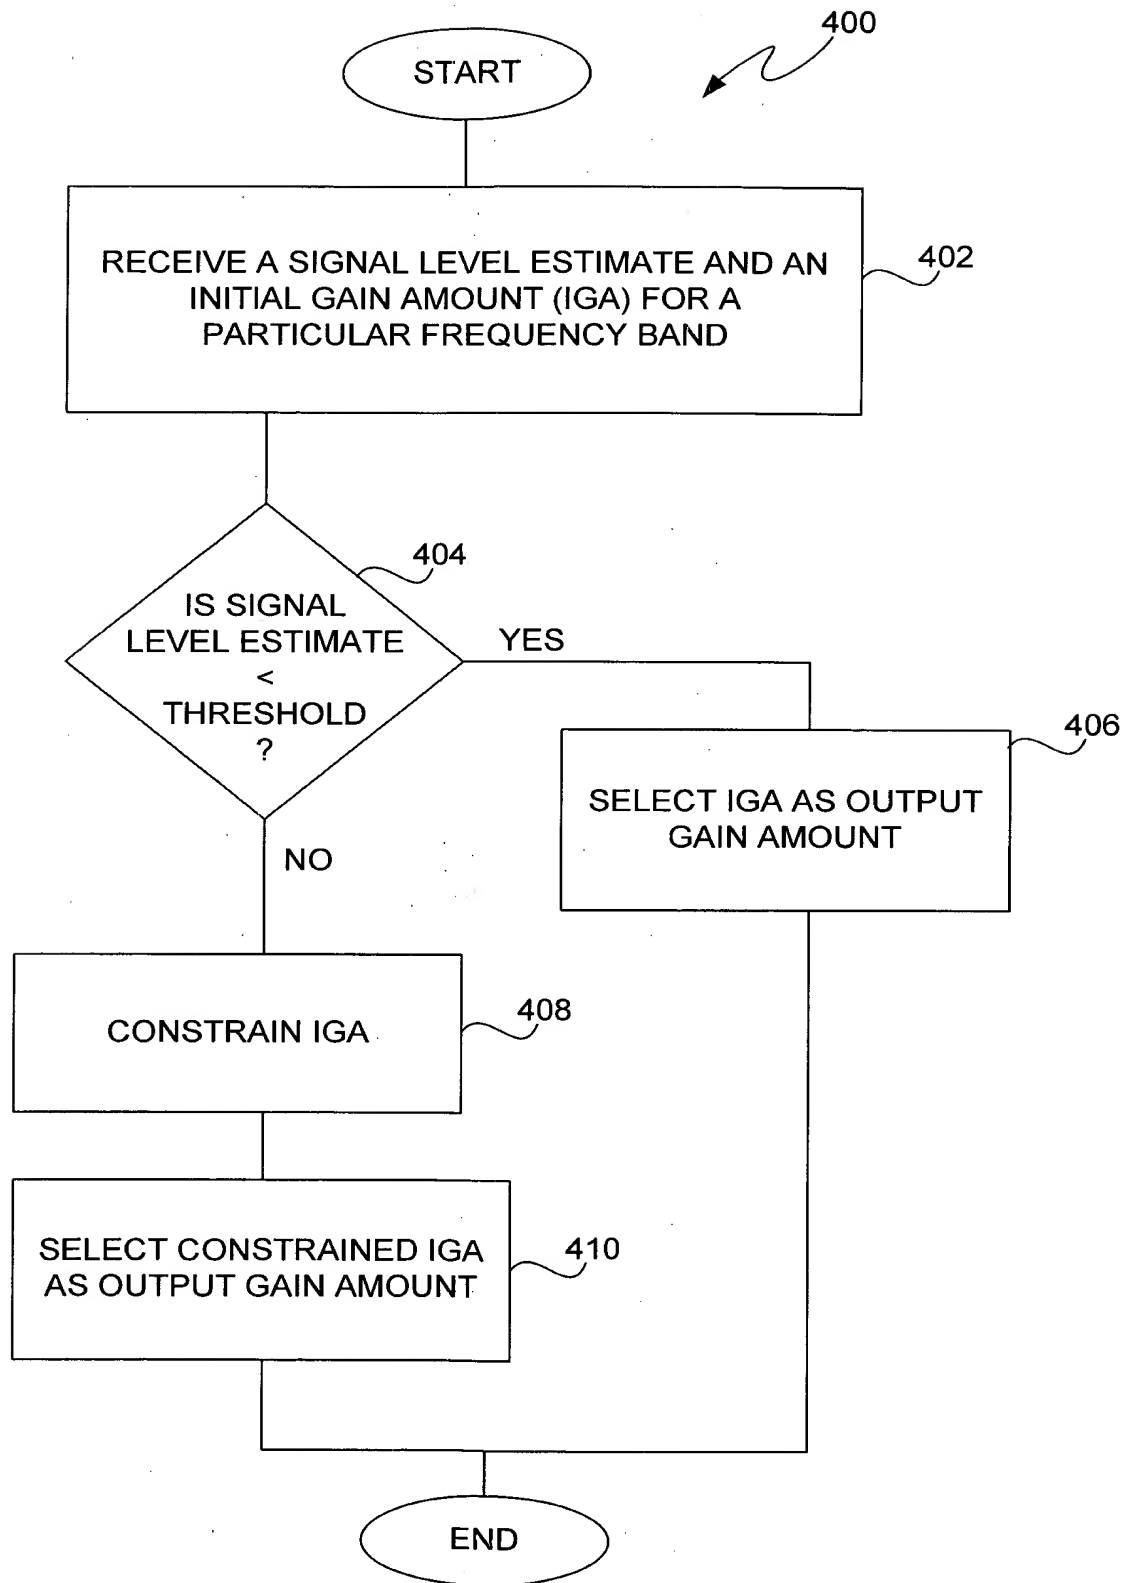 400
START
RECEIVE A SIGNAL LEVEL ESTIMATE AND AN
INITIAL GAIN AMOUNT (IGA) FOR A
PARTICULAR FREQUENCY BAND
402
404
IS SIGNAL
LEVEL ESTIMATE
<
THRESHOLD
?
YES
406
SELECT IGA AS OUTPUT
GAIN AMOUNT
NO
CONSTRAIN IGA
408
SELECT CONSTRAINED IGA
AS OUTPUT GAIN AMOUNT
410
END